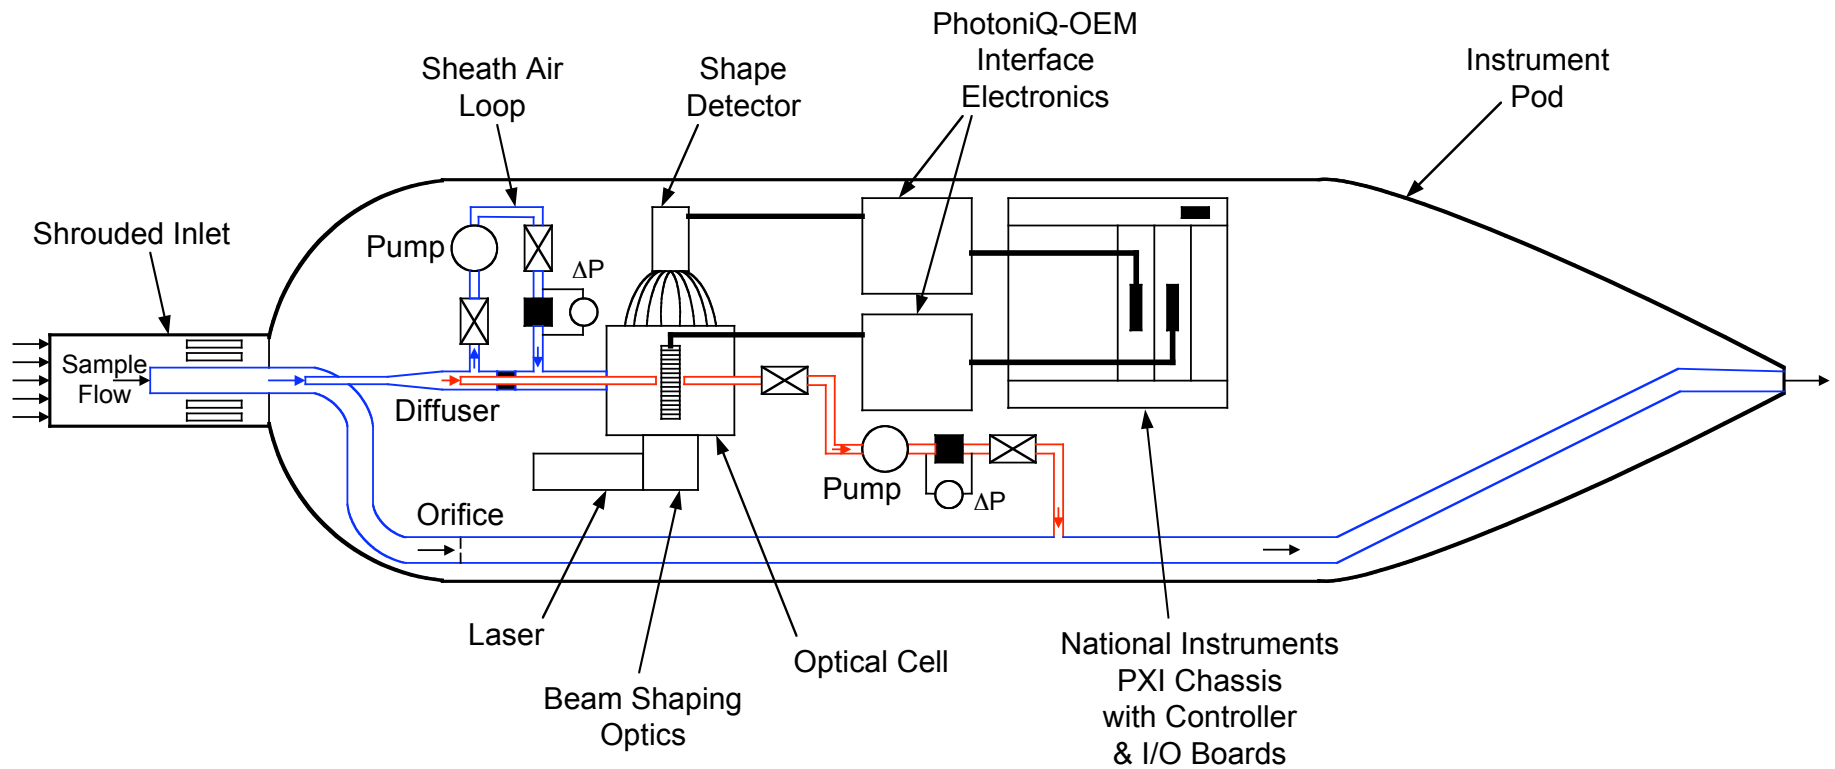 PhotoniQ-OEM
Interface
Electronics
Sheath Air
Loop
Shape
Detector
Instrument
Pod
Shrouded Inlet
Pump
ΔP
Sample
Flow
Diffuser
Pump
ΔP
Orifice
Laser
Beam Shaping
Optics
Optical Cell
National Instruments
PXI Chassis
with Controller
& I/O Boards